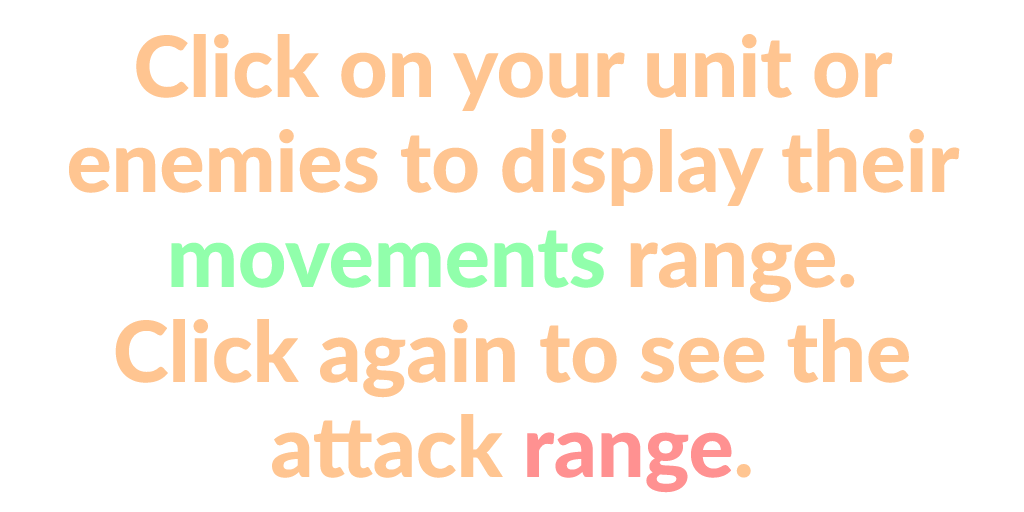 Click on your unit or
enemies to display their
movements range.
Click again to see the
attack range.